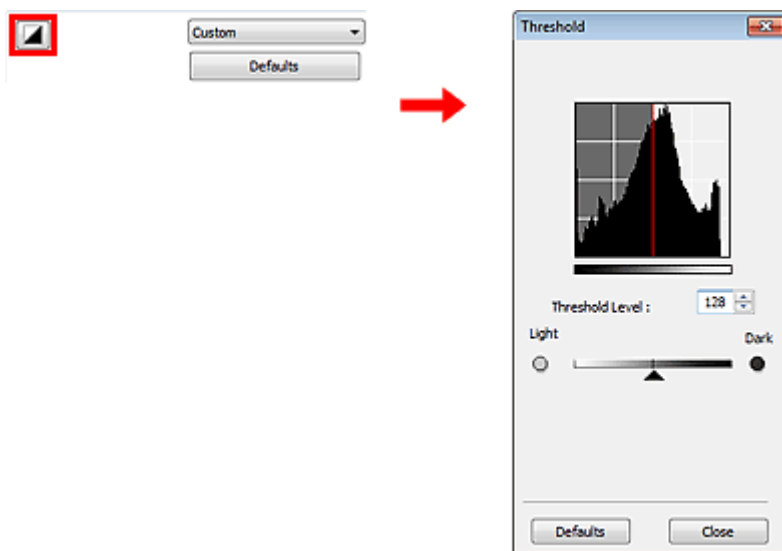 Custom
Defaults
Threshold
Threshold Level :
128
Light
Dark
Defaults
Close